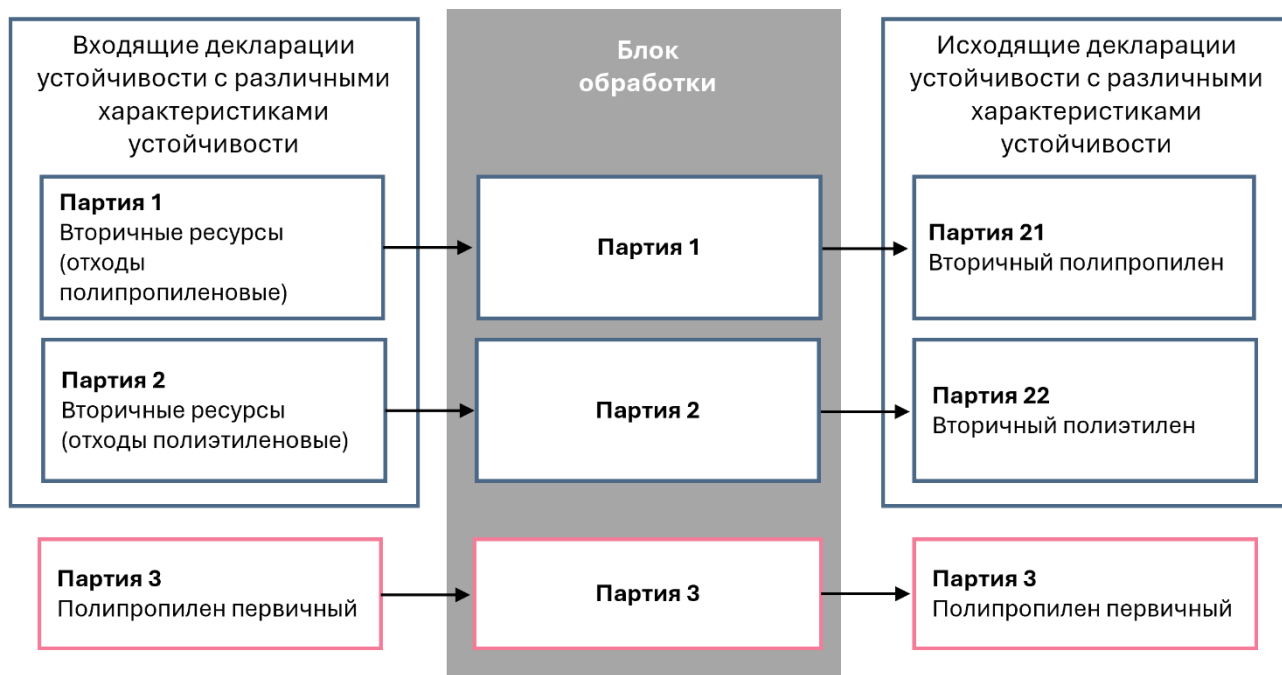 Входящие декларации
устойчивости с различными
характеристиками
устойчивости
Партия 1
Вторичные ресурсы
(отходы
полипропиленовые)
Партия 2
Вторичные ресурсы
(отходы полиэтиленовые)
Партия 3
Полипропилен первичный
Блок
обработки
Партия 1
Партия 2
Партия 3
Исходящие декларации
устойчивости с различными
характеристиками
устойчивости
Партия 21
Вторичный полипропилен
Партия 22
Вторичный полиэтилен
Партия 3
Полипропилен первичный